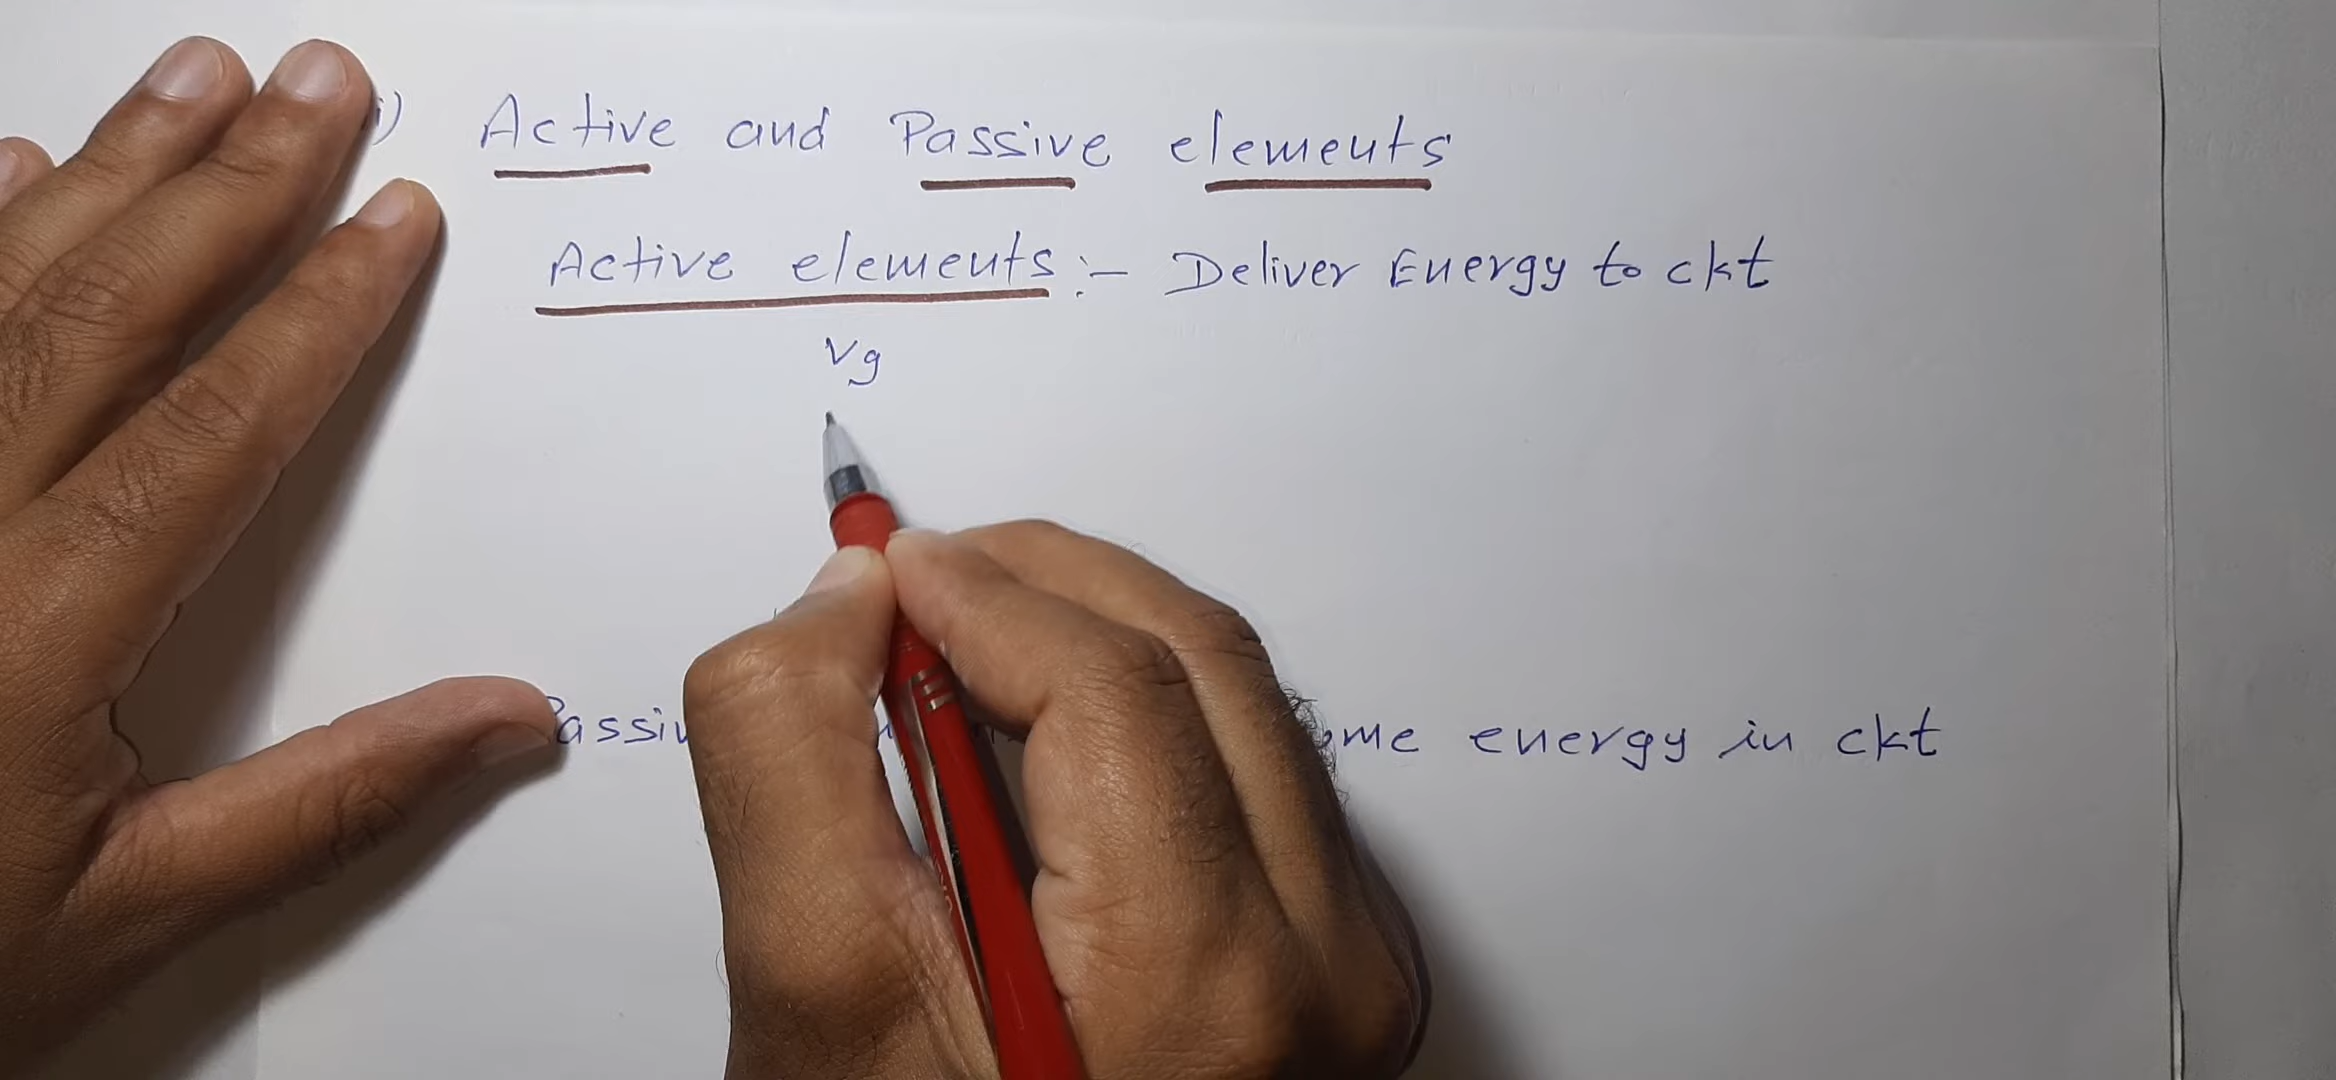 i) Active and Passive elements
Active elements :- Deliver Energy to ckt
Vg
energy in ckt